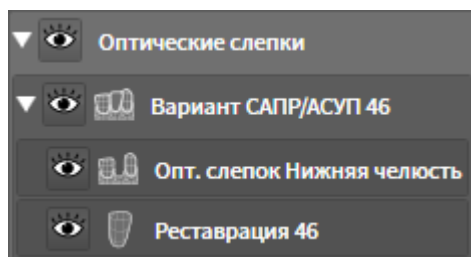 Оптические слепки
Вариант САПР/АСУП 46
Опт. слепок Нижняя челюсть
Реставрация 46